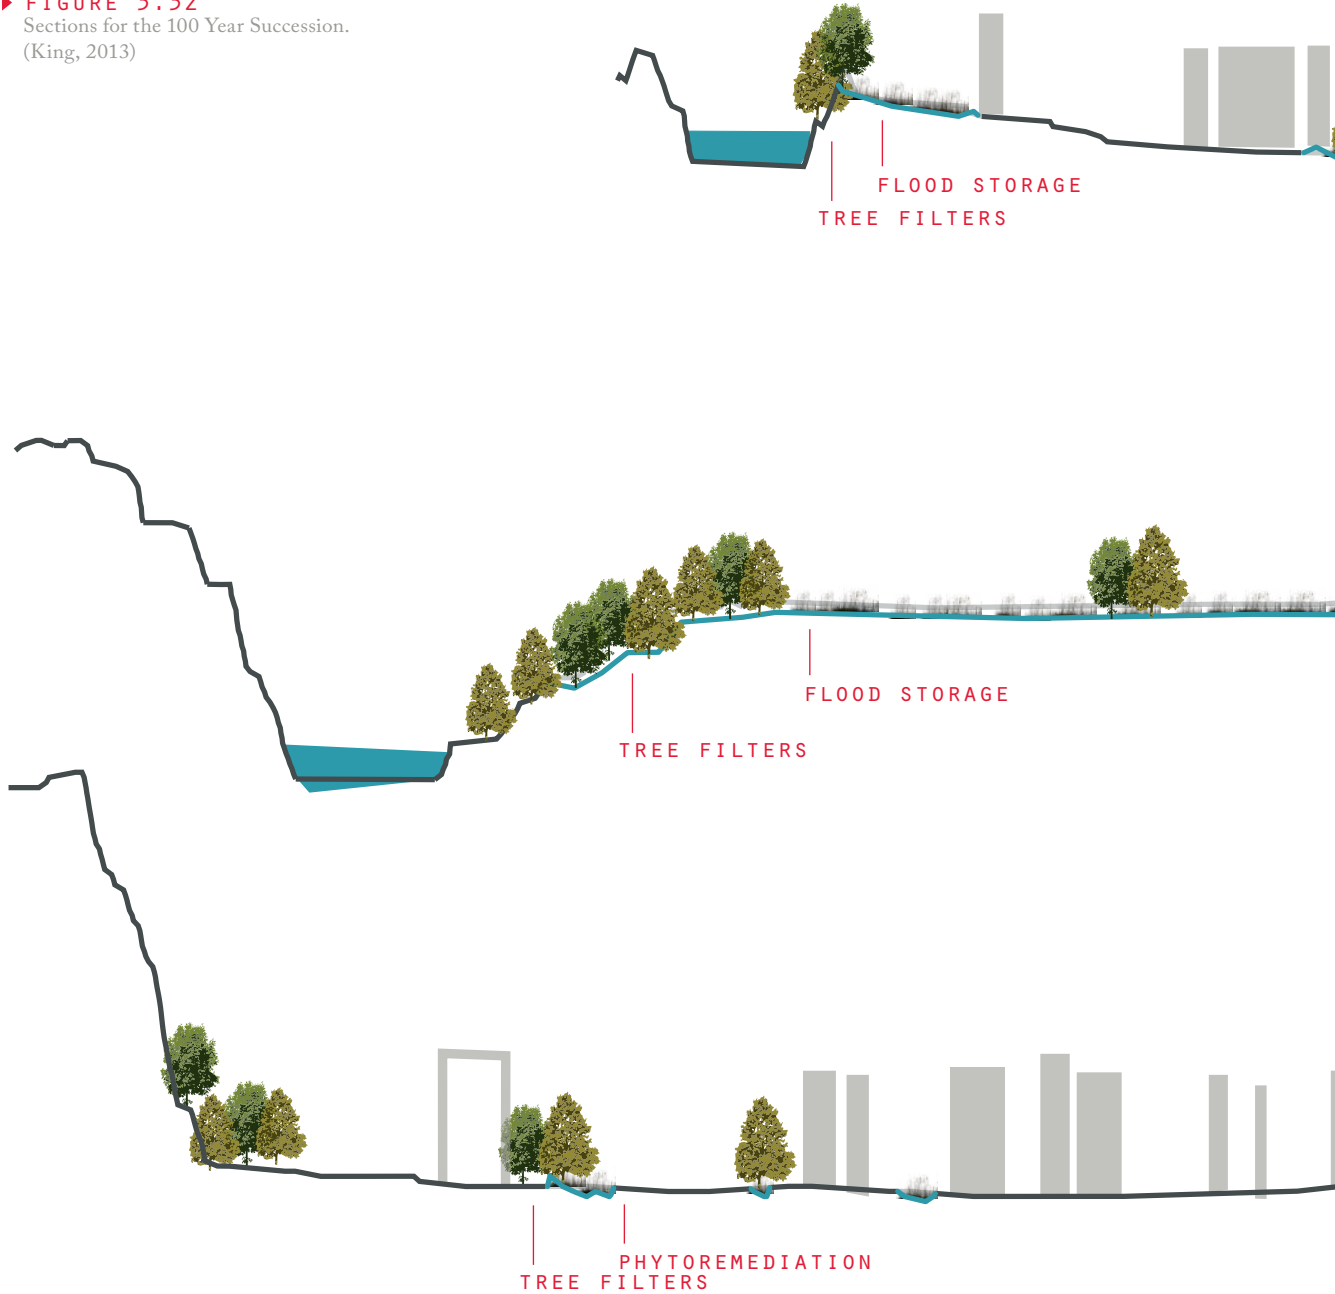 FIGURE 5.52
Sections for the 100 Year Succession.
(King, 2013)
FLOOD STORAGE
TREE FILTERS
FLOOD STORAGE
TREE FILTERS
PHYTOREMEDIATION
TREE FILTERS